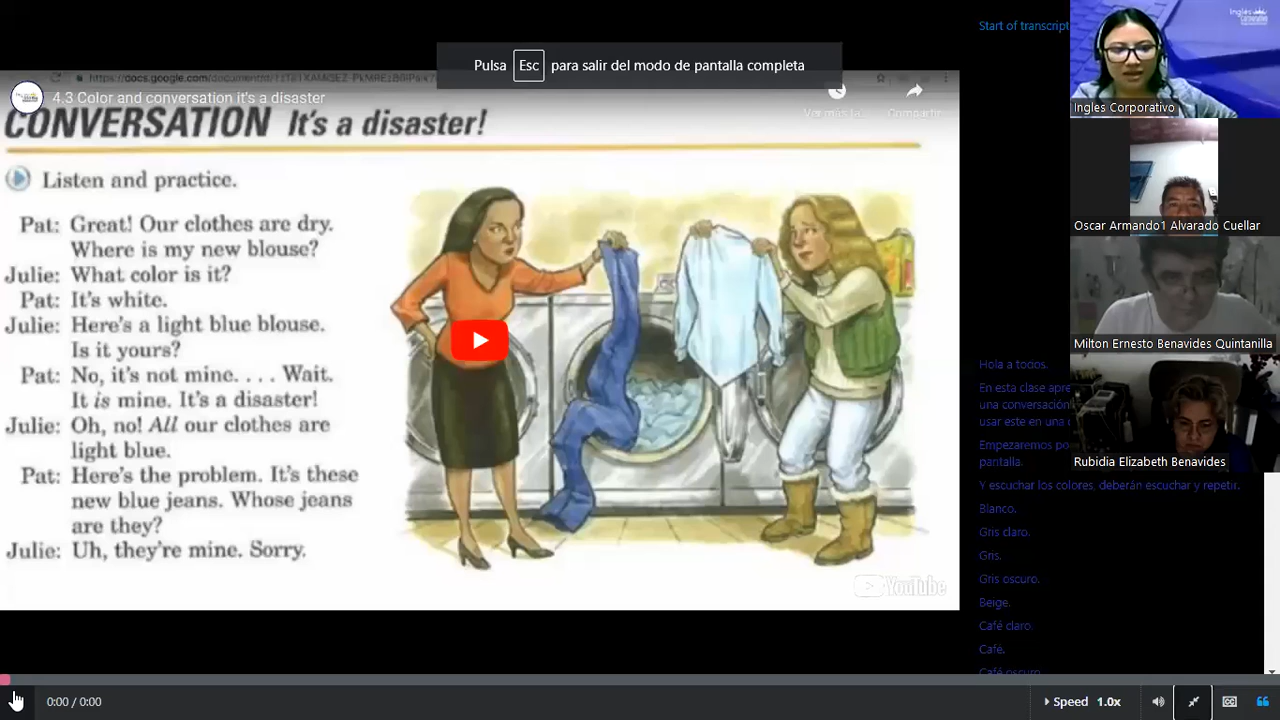 Start of transcript
Pulsa Esc para salir del modo de pantalla completa
4.3 Color and conversation it's a disaster
Ver más ta
Compartir
CONVERSATION It's a disaster!
Listen and practice.
Pat: Great! Our clothes are dry.
Where is my new blouse?
Julie: What color is it?
Pat: It's white.
Julie: Here's a light blue blouse.
Is it yours?
Pat: No, it's not mine. . . . Wait.
It is mine. It's a disaster!
Julie: Oh, no! All our clothes are
light blue.
Pat: Here's the problem. It's these
new blue jeans. Whose jeans
are they?
Julie: Uh, they're mine. Sorry.
YouTube
Ingles Corporativo
Oscar Armando1 Alvarado Cuellar
Milton Ernesto Benavides Quintanilla
Rubidia Elizabeth Benavides
Hola a todos.
En esta clase apre
una conversación
usar este en una
Empezaremos po
pantalla.
Y escuchar los colores, deberán escuchar y repetir.
Blanco.
Gris claro.
Gris.
Gris oscuro.
Beige.
Café claro.
Café.
Café oscuro
0:00 / 0:00
Speed 1.0x